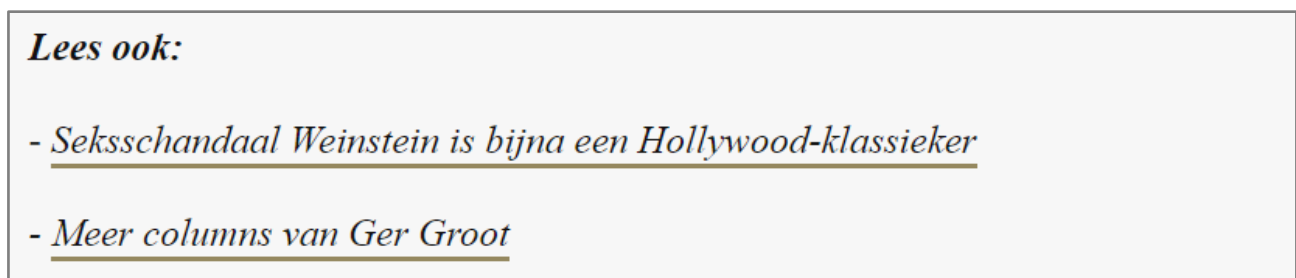 Lees ook:
- Seksschandaal Weinstein is bijna een Hollywood-klassieker
- Meer columns van Ger Groot